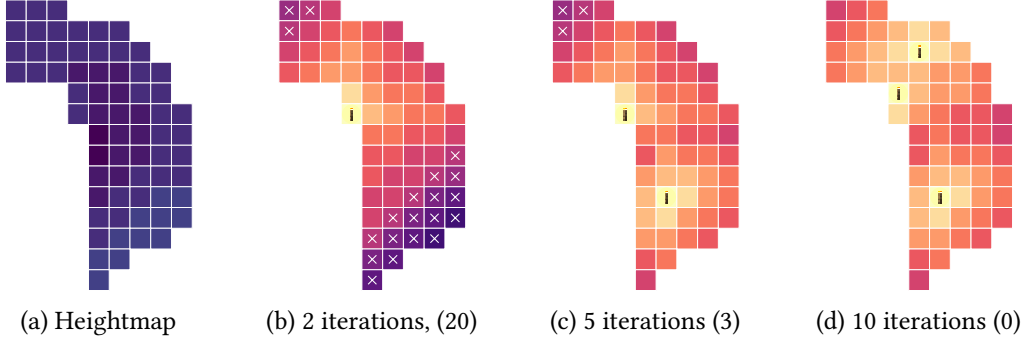 (a) Heightmap
(b) 2 iterations, (20)
(c) 5 iterations (3)
(d) 10 iterations (0)